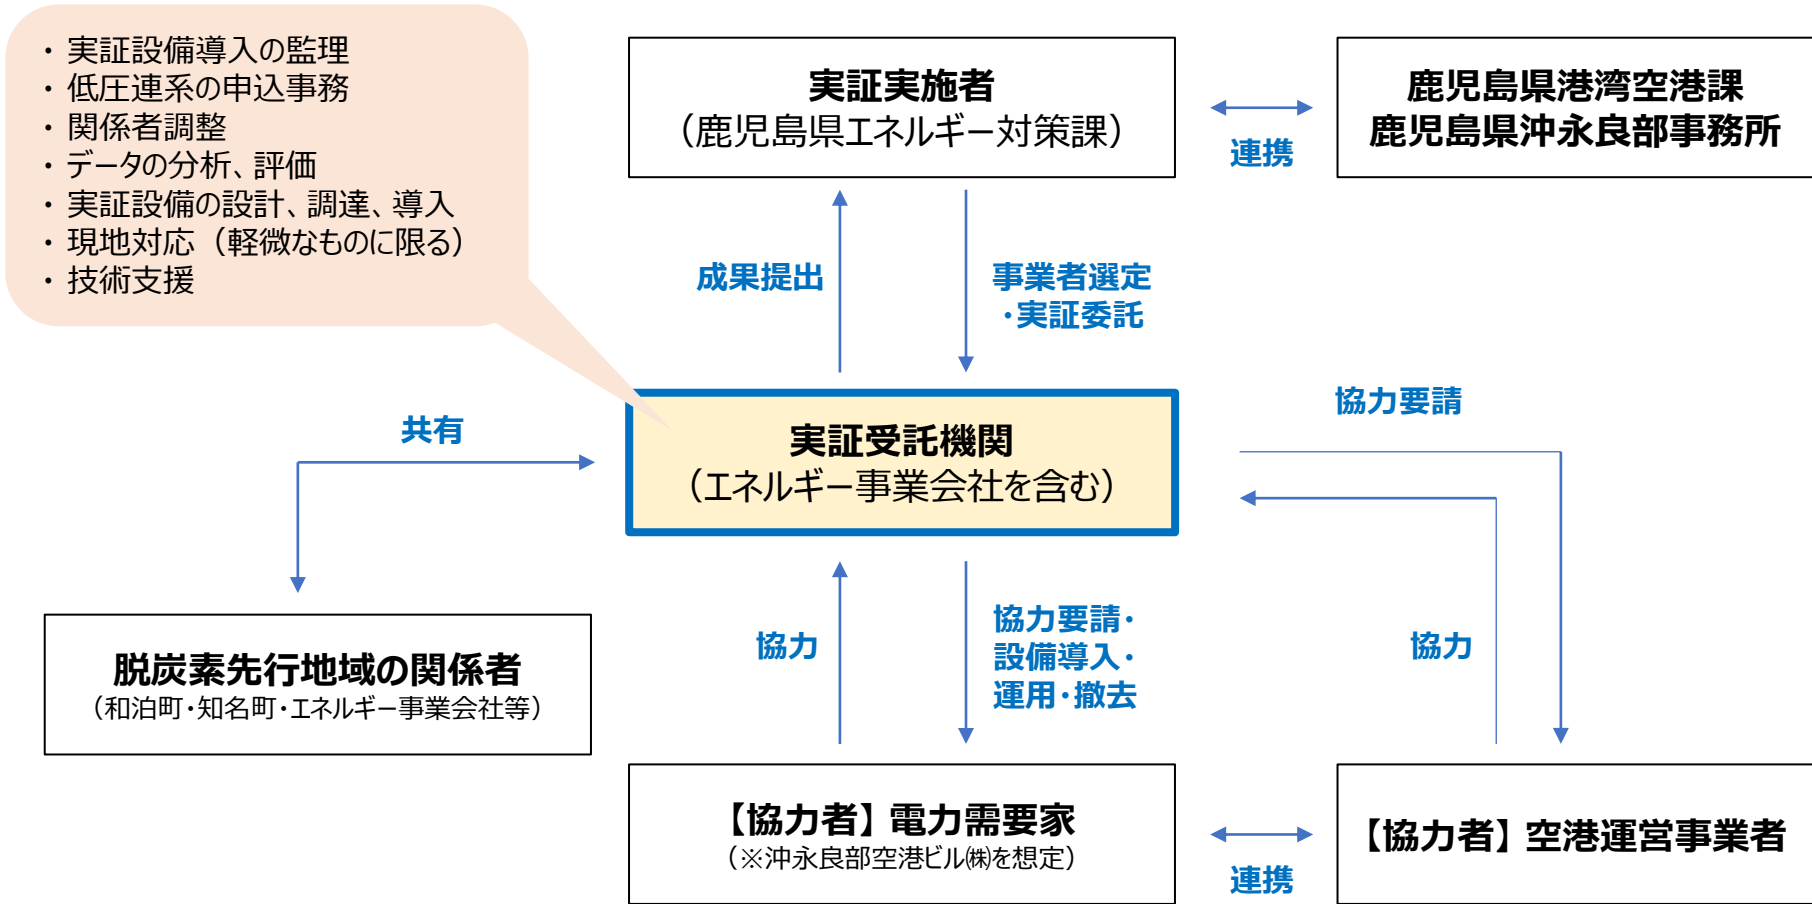 ・ 実証設備導入の監理
・ 低圧連系の申込事務
・ 関係者調整
・ データの分析、評価
・ 実証設備の設計、調達、導入
・ 現地対応（軽微なものに限る）
・ 技術支援
実証実施者
（鹿児島県エネルギー対策課）
連携
鹿児島県港湾空港課
鹿児島県沖永良部事務所
成果提出
事業者選定
・実証委託
共有
実証受託機関
（エネルギー事業会社を含む）
協力要請
脱炭素先行地域の関係者
（和泊町・知名町・エネルギー事業会社等）
協力
協力要請・
設備導入・
運用・撤去
協力
【協力者】電力需要家
（※沖永良部空港ビル㈱を想定）
連携
【協力者】空港運営事業者